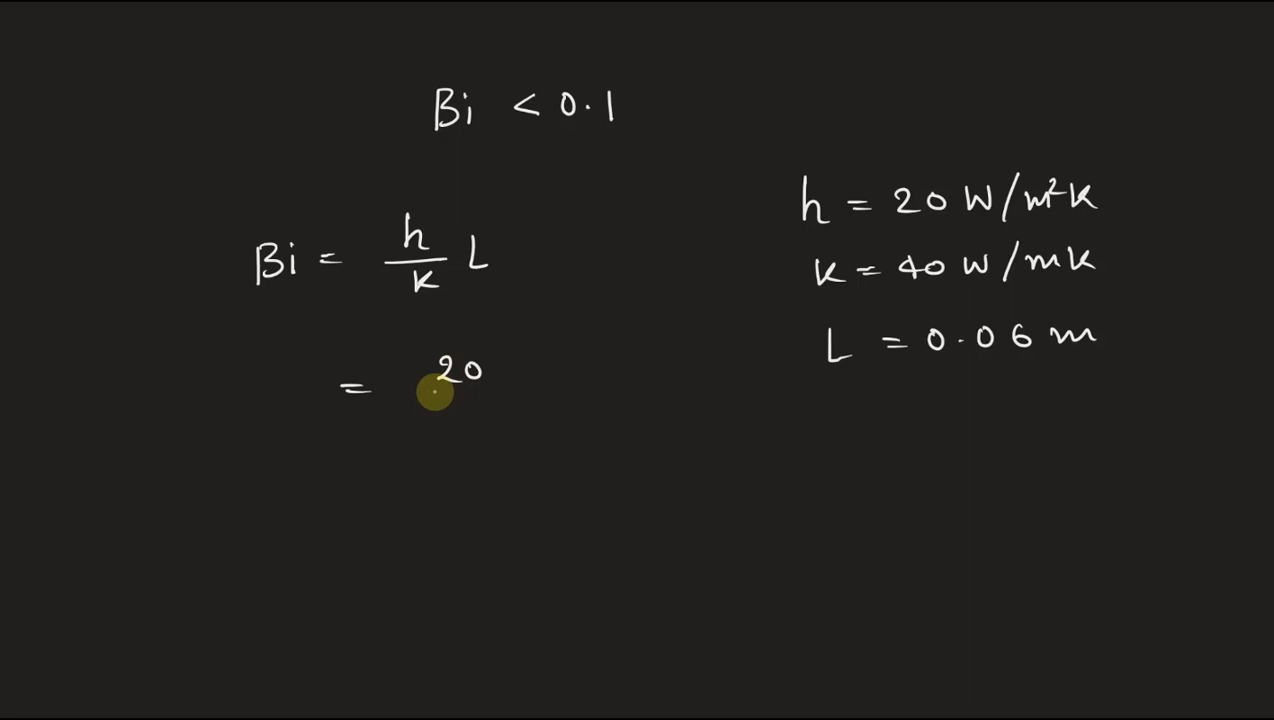 Bi < 0.1
h = 20 W/m²K
Bi = h/k L
k = 40 W/mk
L = 0.06 m
= 20